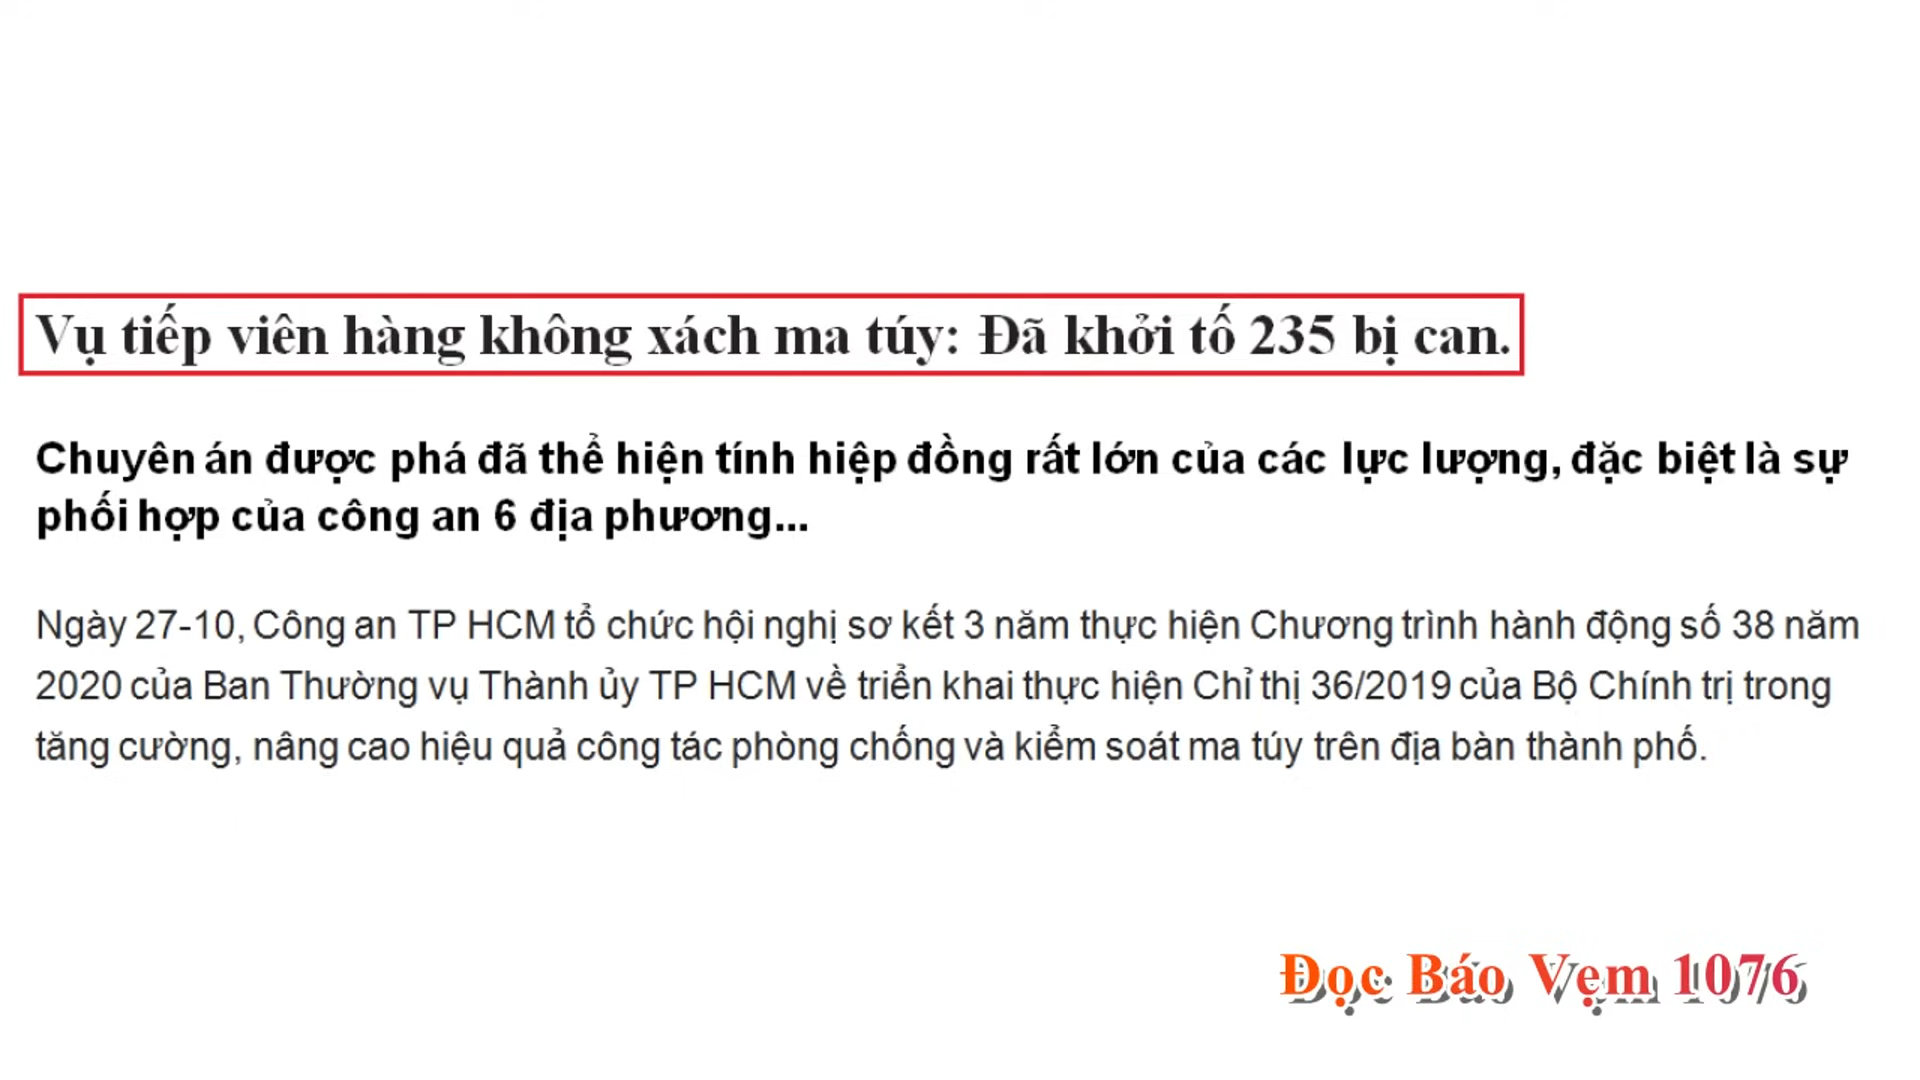 Vụ tiếp viên hàng không xách ma túy: Đã khởi tố 235 bị can.
Chuyên án được phá đã thể hiện tính hiệp đồng rất lớn của các lực lượng, đặc biệt là sự
phối hợp của công an 6 địa phương...
Ngày 27-10, Công an TP HCM tổ chức hội nghị sơ kết 3 năm thực hiện Chương trình hành động số 38 năm
2020 của Ban Thường vụ Thành ủy TP HCM về triển khai thực hiện Chỉ thị 36/2019 của Bộ Chính trị trong
tăng cường, nâng cao hiệu quả công tác phòng chống và kiểm soát ma túy trên địa bàn thành phố.
Đọc Báo Vẹm 1076